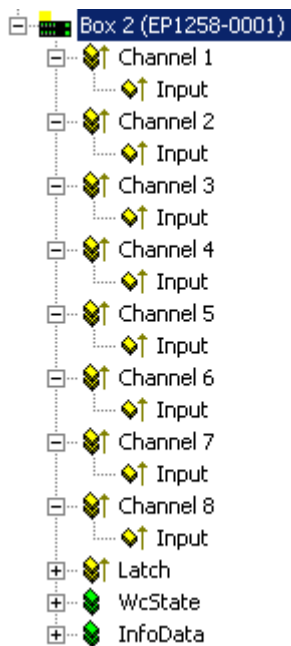 Box 2 (EP1258-0001)
Channel 1
Input
Channel 2
Input
Channel 3
Input
Channel 4
Input
Channel 5
Input
Channel 6
Input
Channel 7
Input
Channel 8
Input
Latch
WcState
InfoData